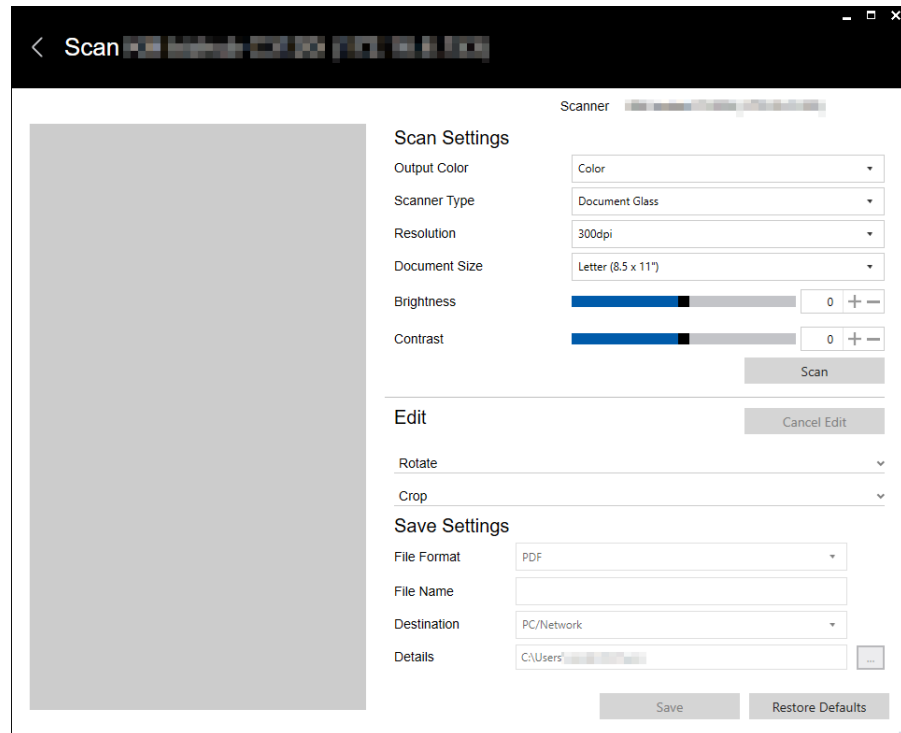 Scan
Scanner
Scan Settings
Output Color Color
Scanner Type Document Glass
Resolution 300dpi
Document Size Letter (8.5 x 11")
Brightness 0
Contrast 0
Scan
Edit Cancel Edit
Rotate
Crop
Save Settings
File Format PDF
File Name
Destination PC/Network
Details C:\Users\ ...
Save Restore Defaults